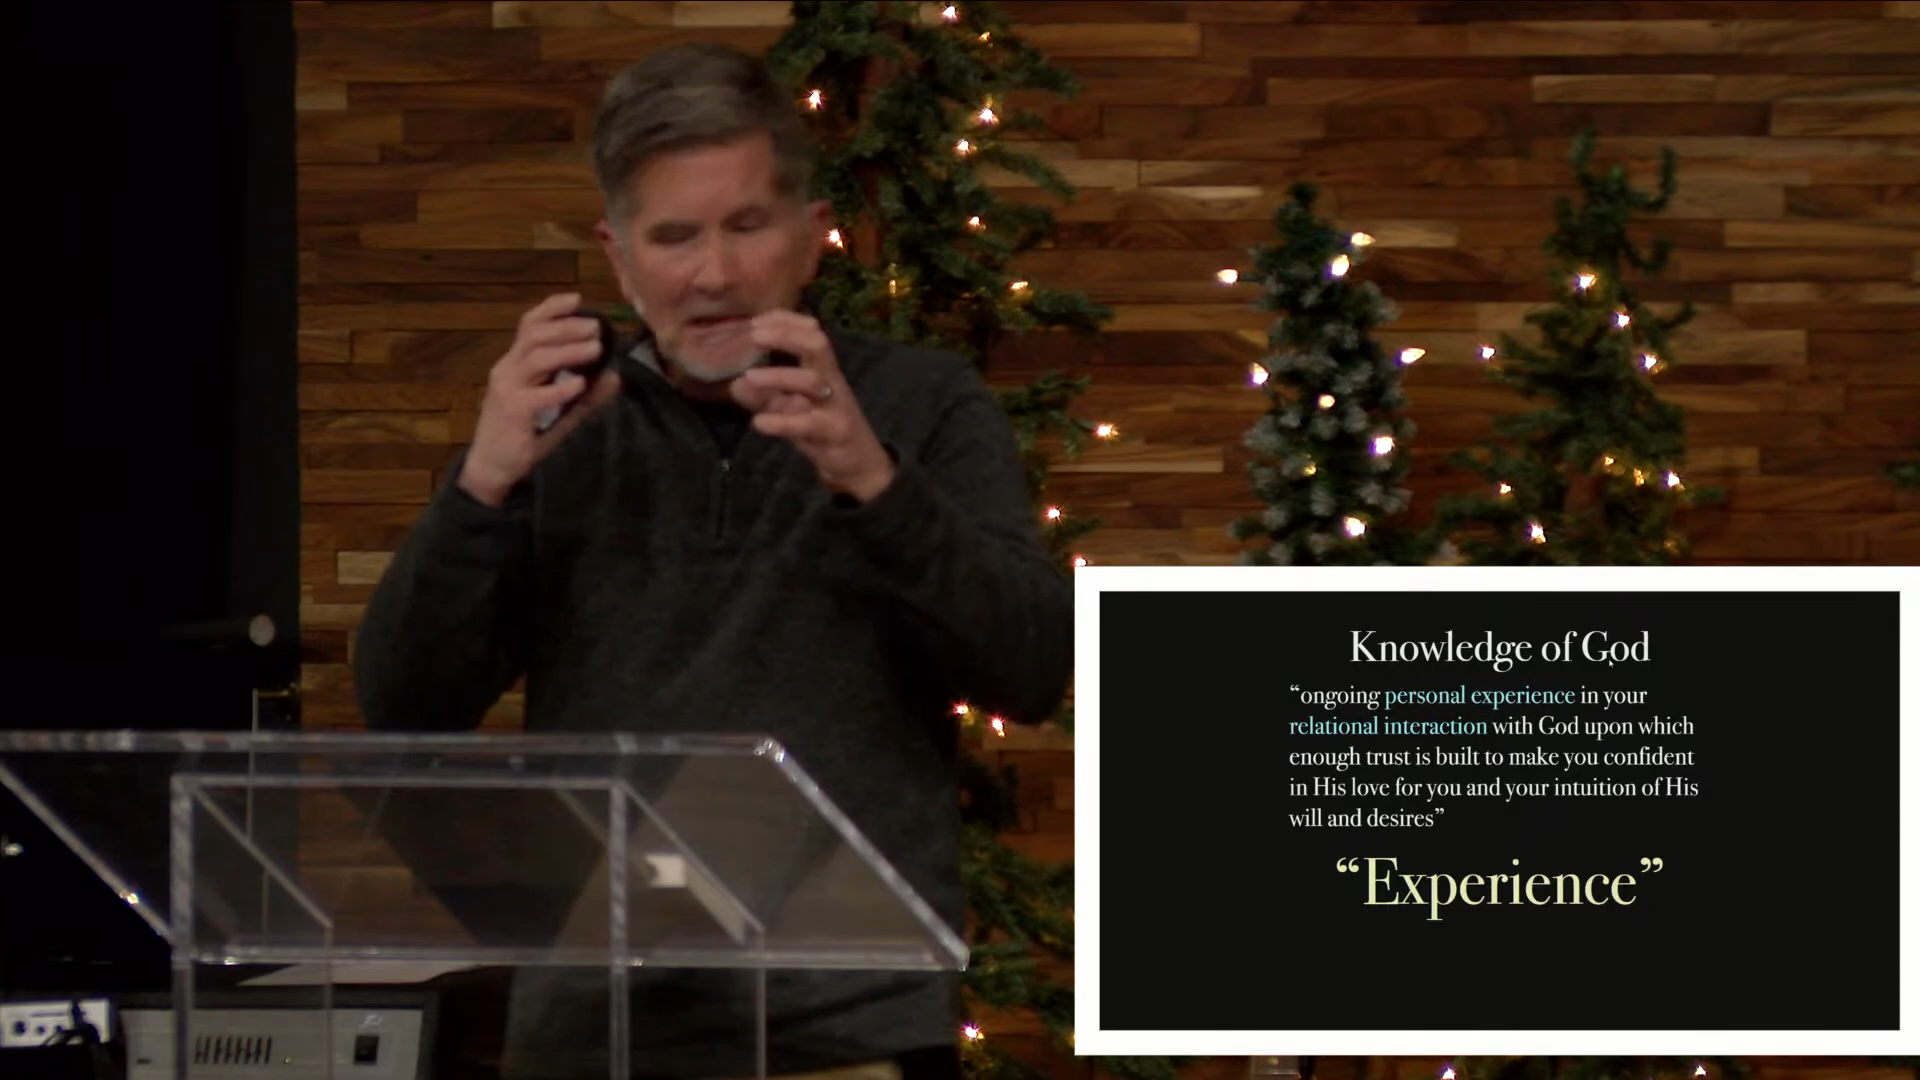 Knowledge of God
“ongoing personal experience in your
relational interaction with God upon which
enough trust is built to make you confident
in His love for you and your intuition of His
will and desires”
“Experience”